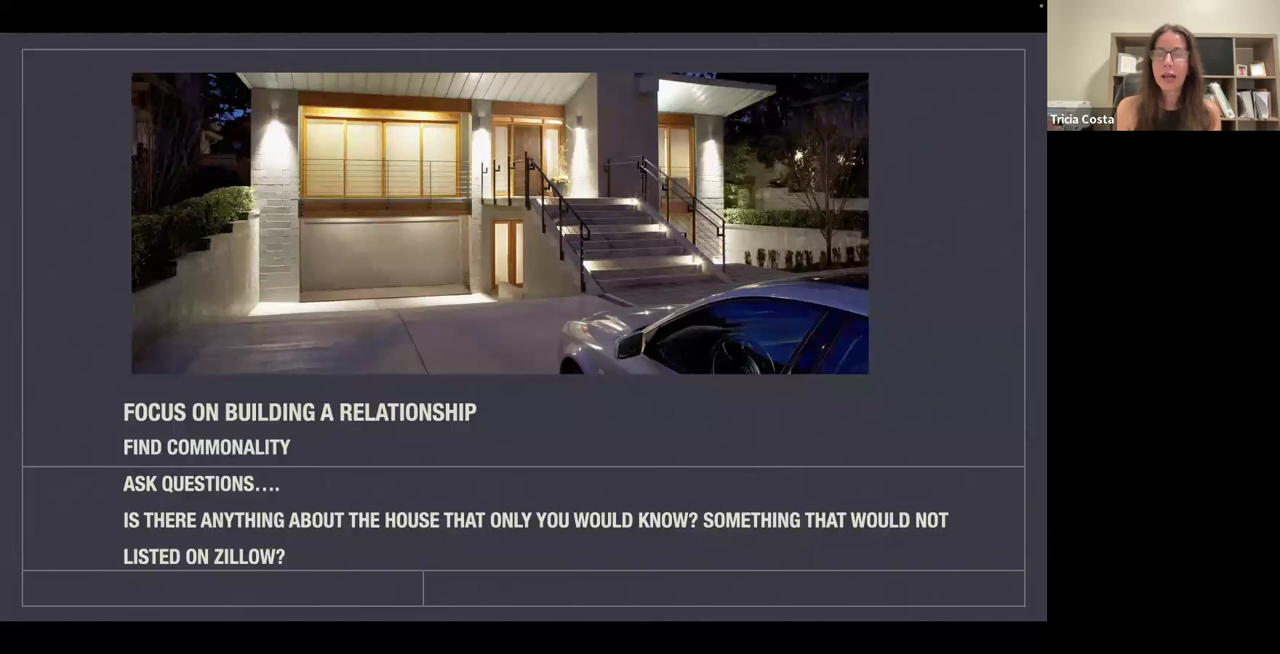 Tricia Costa
FOCUS ON BUILDING A RELATIONSHIP
FIND COMMONALITY
ASK QUESTIONS....
IS THERE ANYTHING ABOUT THE HOUSE THAT ONLY YOU WOULD KNOW? SOMETHING THAT WOULD NOT
LISTED ON ZILLOW?